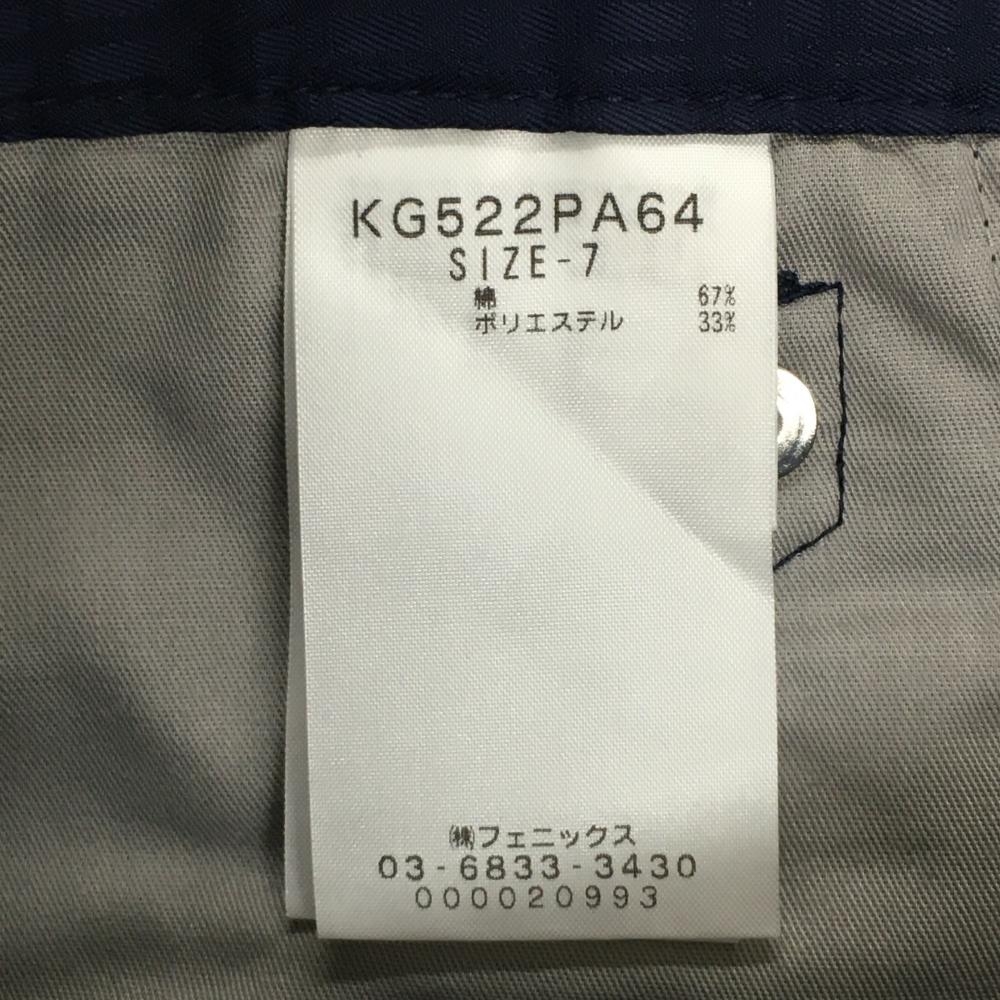 KG522PA64
SIZE-7
綿 67%
ポリエステル 33%
㈱フェニックス
03-6833-3430
000020993